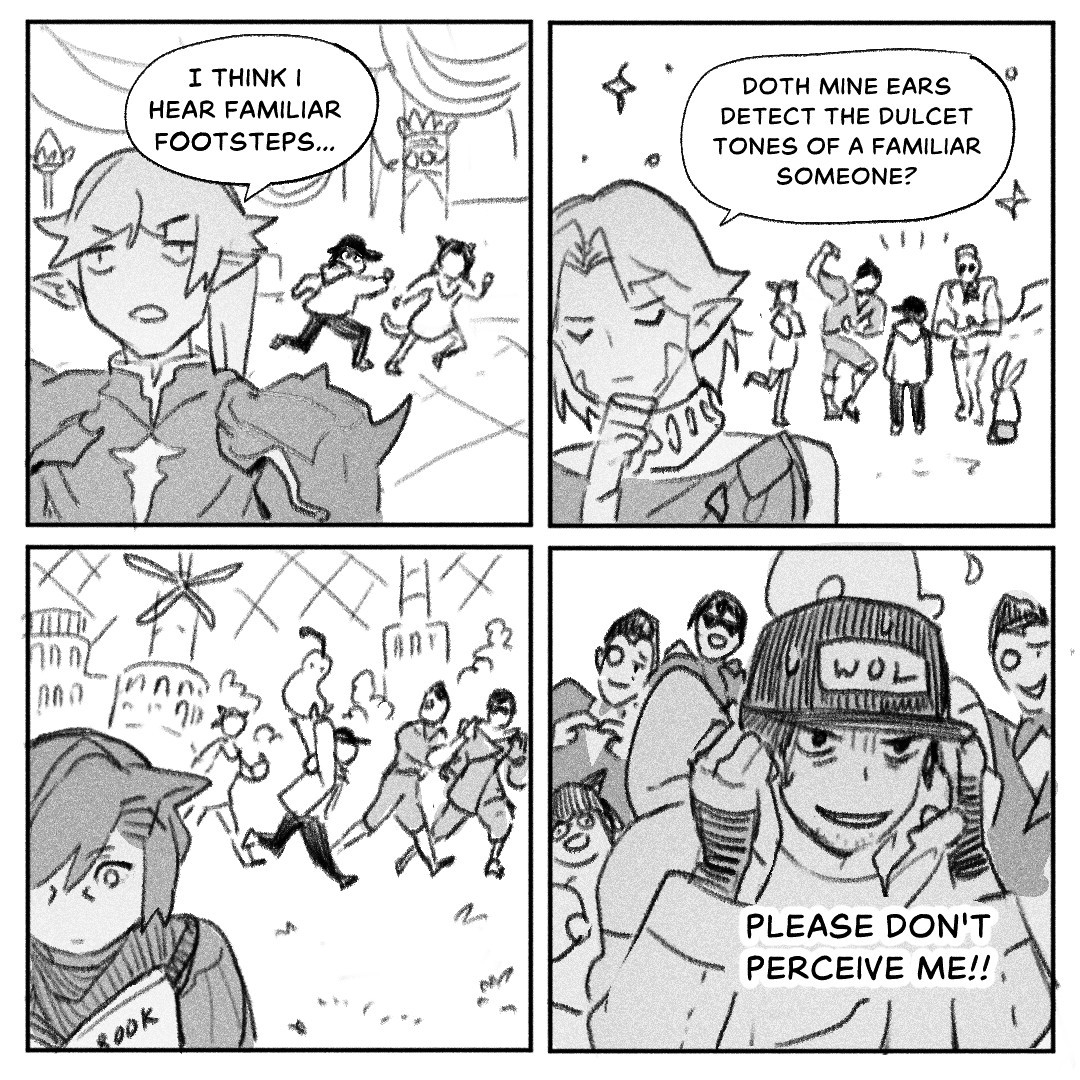 I THINK I
HEAR FAMILIAR
FOOTSTEPS...
DOTH MINE EARS
DETECT THE DULCET
TONES OF A FAMILIAR
SOMEONE?
BOOK
WOL
PLEASE DON'T
PERCEIVE ME!!